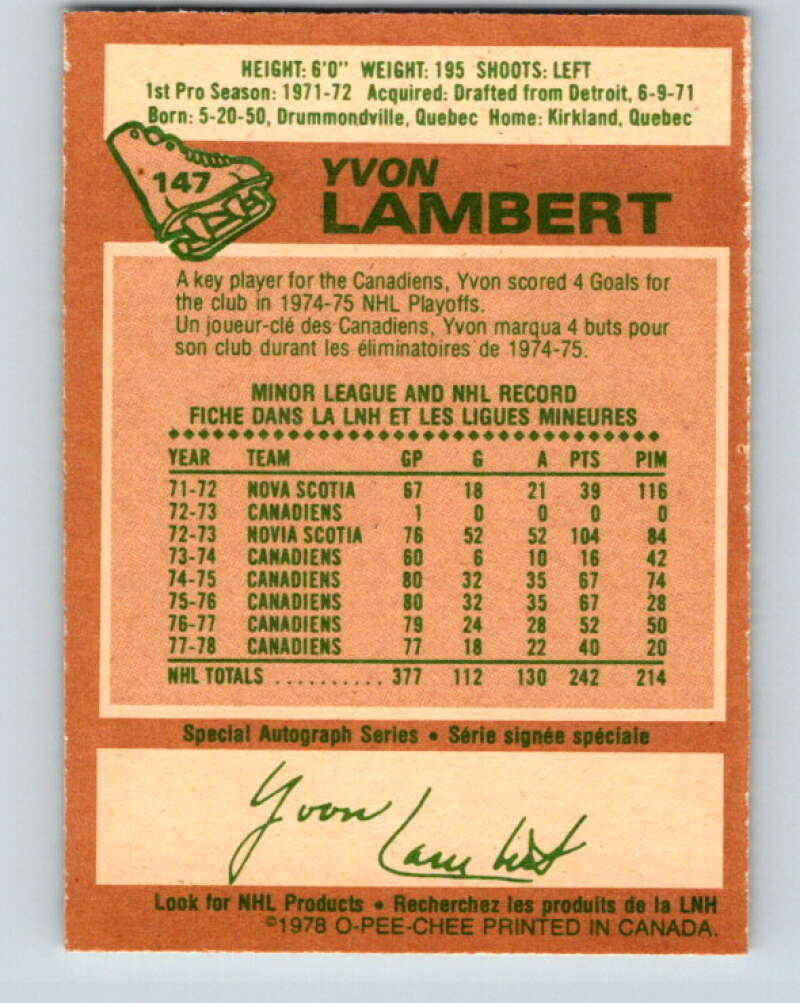 HEIGHT: 6'0" WEIGHT: 195 SHOOTS: LEFT
1st Pro Season: 1971-72 Acquired: Drafted from Detroit, 6-9-71
Born: 5-20-50, Drummondville, Quebec Home: Kirkland, Quebec
147
YVON
LAMBERT
A key player for the Canadiens, Yvon scored 4 Goals for
the club in 1974-75 NHL Playoffs.
Un joueur-clé des Canadiens, Yvon marqua 4 buts pour
son club durant les éliminatoires de 1974-75.
MINOR LEAGUE AND NHL RECORD
FICHE DANS LA LNH ET LES LIGUES MINEURES
YEAR TEAM GP G A PTS PIM
71-72 NOVA SCOTIA 67 18 21 39 116
72-73 CANADIENS 1 0 0 0 0
72-73 NOVIA SCOTIA 76 52 52 104 84
73-74 CANADIENS 60 6 10 16 42
74-75 CANADIENS 80 32 35 67 74
75-76 CANADIENS 80 32 35 67 28
76-77 CANADIENS 79 24 28 52 50
77-78 CANADIENS 77 18 22 40 20
NHL TOTALS .......... 377 112 130 242 214
Special Autograph Series • Série signée spéciale
Yvon Lambert
Look for NHL Products • Recherchez les produits de la LNH
©1978 O-PEE-CHEE PRINTED IN CANADA.